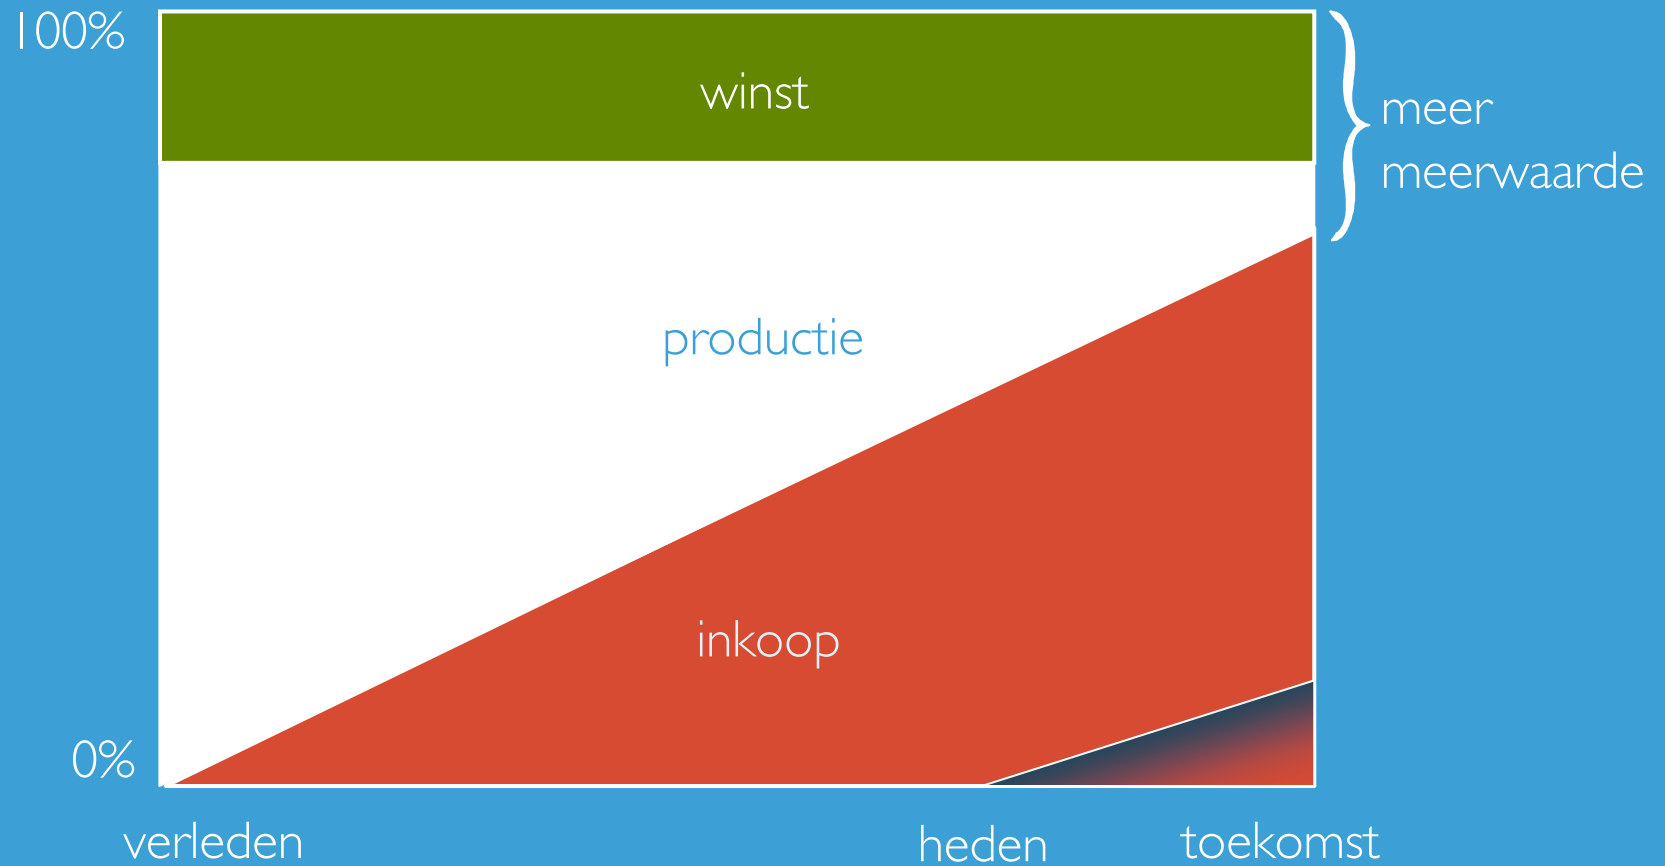 100%
winst
meer
meerwaarde
productie
inkoop
0%
verleden
heden
toekomst